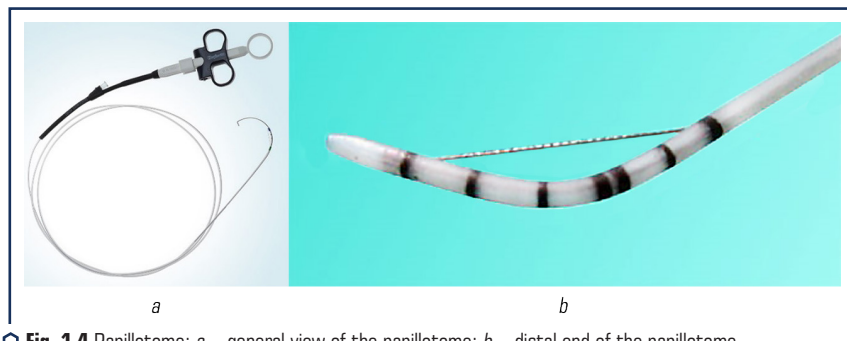 a
b
Fig. 1.4 Papillotome: a – general view of the papillotome; b – distal end of the papillotome